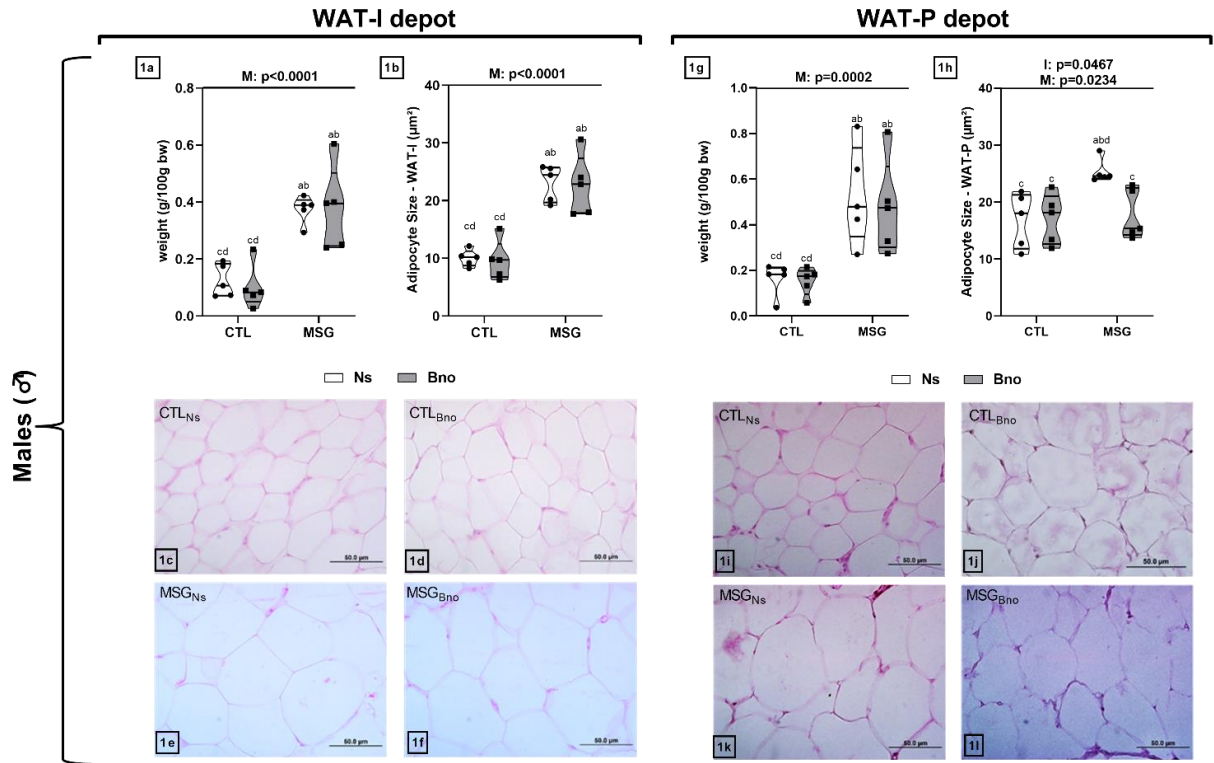 WAT-I depot
WAT-P depot
Males (♂)
1a
M: p<0.0001
weight (g/100g bw)
0.8
0.6
0.4
0.2
0.0
cd
cd
ab
ab
CTL
MSG
1b
M: p<0.0001
Adipocyte Size - WAT-I (µm²)
40
30
20
10
0
cd
cd
ab
ab
CTL
MSG
Ns
Bno
1g
M: p=0.0002
weight (g/100g bw)
1.0
0.8
0.6
0.4
0.2
0.0
cd
cd
ab
ab
CTL
MSG
1h
I: p=0.0467
M: p=0.0234
Adipocyte Size - WAT-P (µm²)
40
30
20
10
0
c
c
abd
c
CTL
MSG
Ns
Bno
CTLNs
1c
50.0 µm
CTLBno
1d
50.0 µm
MSGNs
1e
50.0 µm
MSGBno
1f
50.0 µm
CTLNs
1i
50.0 µm
CTLBno
1j
50.0 µm
MSGNs
1k
50.0 µm
MSGBno
1l
50.0 µm